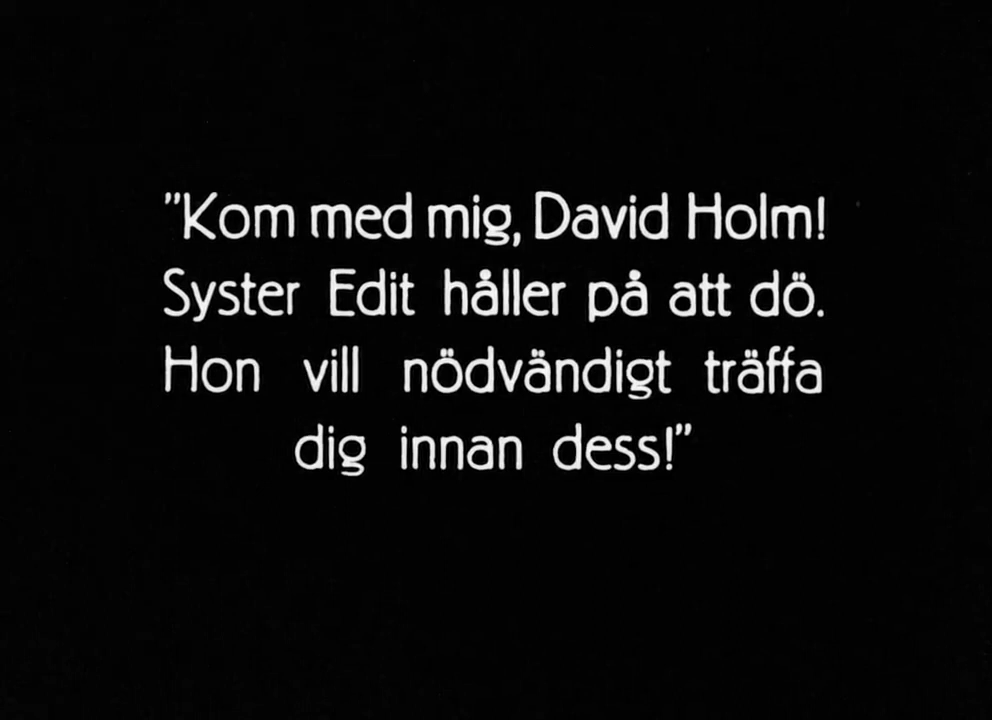 "Kom med mig, David Holm!
Syster Edit håller på att dö.
Hon vill nödvändigt träffa
dig innan dess!"